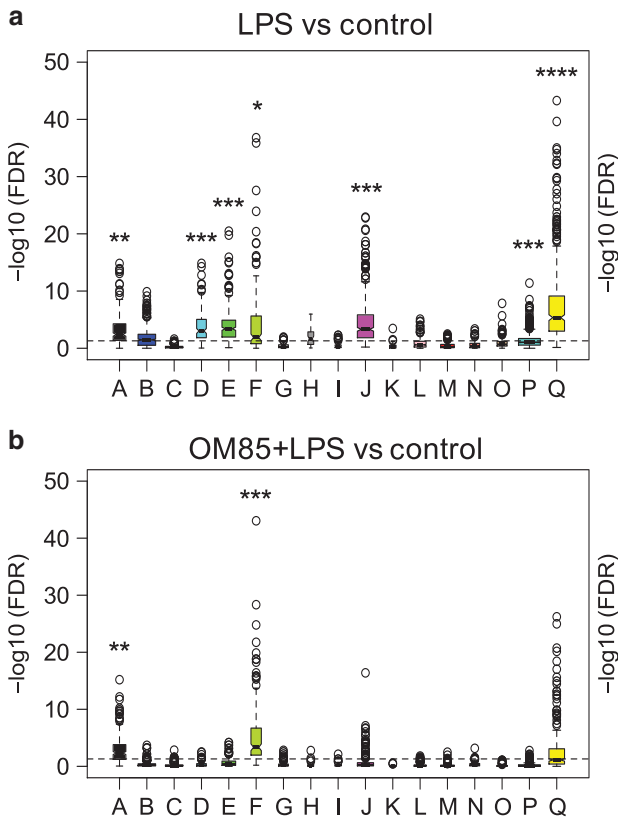 a
LPS vs control
50
40
30
20
10
0
−log10 (FDR)
−log10 (FDR)
**
***
***
*
***
***
****
A B C D E F G H I J K L M N O P Q
b
OM85+LPS vs control
50
40
30
20
10
0
−log10 (FDR)
−log10 (FDR)
**
***
A B C D E F G H I J K L M N O P Q